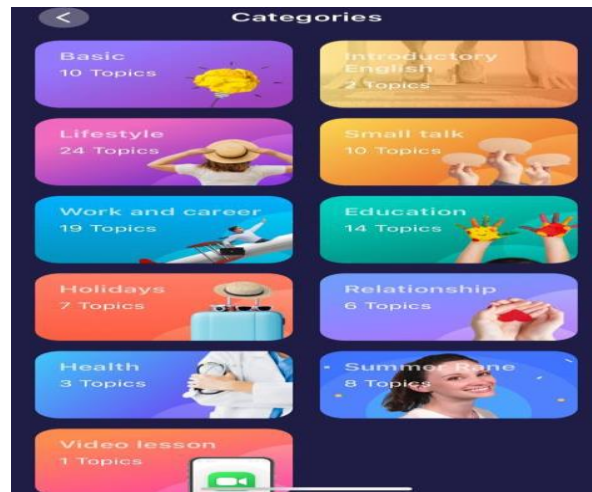 Categories
Basic
10 Topics
Introductory
English
2 Topics
Lifestyle
24 Topics
Small talk
10 Topics
Work and career
19 Topics
Education
14 Topics
Holidays
7 Topics
Relationship
6 Topics
Health
3 Topics
Summor Rane
8 Topics
Video lesson
1 Topics